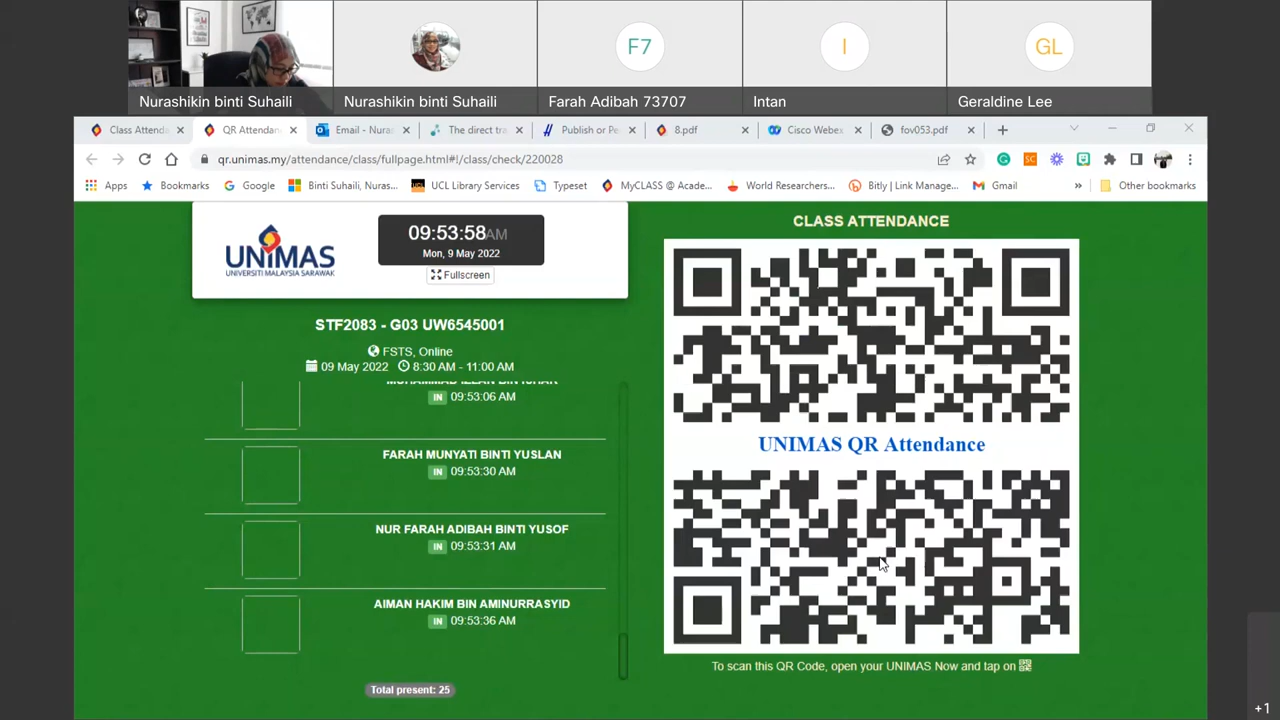 F7
I
GL
Nurashikin binti Suhaili
Nurashikin binti Suhaili
Farah Adibah 73707
Intan
Geraldine Lee
Class Attenda
QR Attendan
Email - Nuras
The direct tra
Publish or Pe
8.pdf
Cisco Webex
fov053.pdf
qr.unimas.my/attendance/class/fullpage.html#!/class/check/220028
Apps
Bookmarks
Google
Binti Suhaili, Nuras...
UCL Library Services
Typeset
MyCLASS @ Acade...
World Researchers...
Bitly | Link Manage...
Gmail
»
Other bookmarks
UNIMAS
UNIVERSITI MALAYSIA SARAWAK
09:53:58AM
Mon, 9 May 2022
Fullscreen
STF2083 - G03 UW6545001
FSTS, Online
09 May 2022 8:30 AM - 11:00 AM
IN 09:53:06 AM
FARAH MUNYATI BINTI YUSLAN
IN 09:53:30 AM
NUR FARAH ADIBAH BINTI YUSOF
IN 09:53:31 AM
AIMAN HAKIM BIN AMINURRASYID
IN 09:53:36 AM
Total present: 25
CLASS ATTENDANCE
UNIMAS QR Attendance
To scan this QR Code, open your UNIMAS Now and tap on
+1